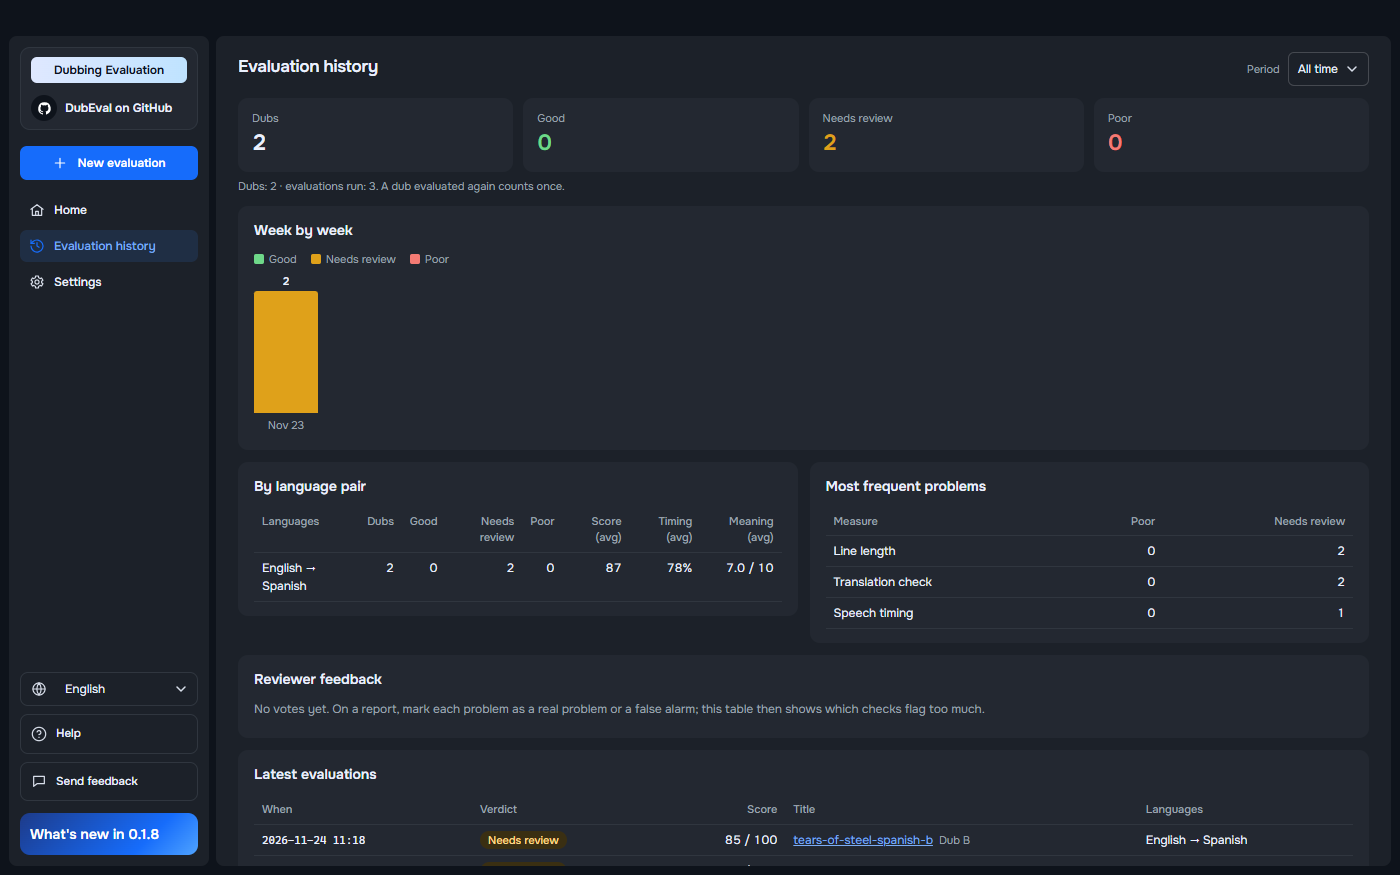 Dubbing Evaluation
DubEval on GitHub
New evaluation
Home
Evaluation history
Settings
English
Help
Send feedback
What's new in 0.1.8
Evaluation history
Period
All time
Dubs
2
Good
0
Needs review
2
Poor
0
Dubs: 2 · evaluations run: 3. A dub evaluated again counts once.
Week by week
Good
Needs review
Poor
2
Nov 23
By language pair
Languages Dubs Good Needs review Poor Score (avg) Timing (avg) Meaning (avg)
English → Spanish 2 0 2 0 87 78% 7.0 / 10
Most frequent problems
Measure Poor Needs review
Line length 0 2
Translation check 0 2
Speech timing 0 1
Reviewer feedback
No votes yet. On a report, mark each problem as a real problem or a false alarm; this table then shows which checks flag too much.
Latest evaluations
When Verdict Score Title Languages
2026-11-24 11:18 Needs review 85 / 100 tears-of-steel-spanish-b Dub B English → Spanish